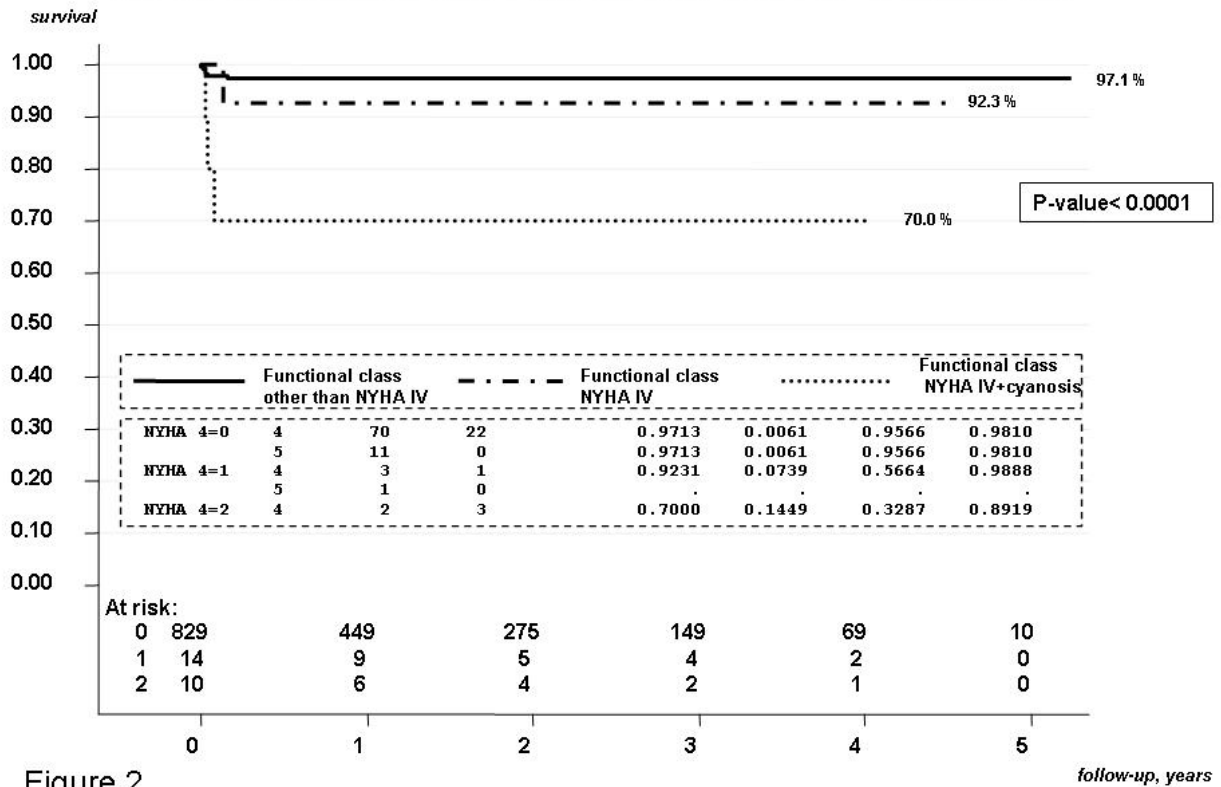 survival
1.00
97.1 %
92.3 %
0.90
0.80
P-value< 0.0001
0.70
70.0 %
0.60
0.50
0.40
Functional class
other than NYHA IV
Functional class
NYHA IV
Functional class
NYHA IV+cyanosis
0.30
NYHA 4=0 4 70 22 0.9713 0.0061 0.9566 0.9810
5 11 0 0.9713 0.0061 0.9566 0.9810
0.20
NYHA 4=1 4 3 1 0.9231 0.0739 0.5664 0.9888
5 1 0 . . . .
NYHA 4=2 4 2 3 0.7000 0.1449 0.3287 0.8919
0.10
0.00
At risk:
0 829 449 275 149 69 10
1 14 9 5 4 2 0
2 10 6 4 2 1 0
0 1 2 3 4 5
follow-up, years
Figure 2